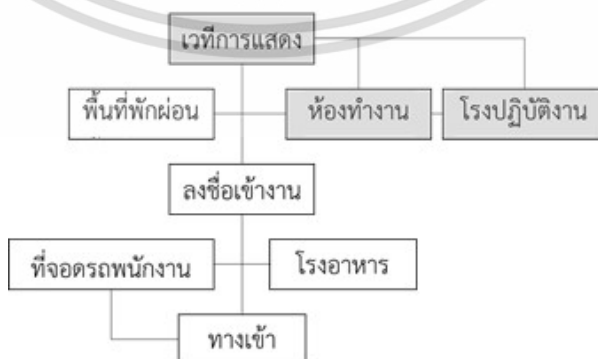 เวทีการแสดง
พื้นที่พักผ่อน
ห้องทำงาน
โรงปฏิบัติงาน
ลงชื่อเข้างาน
ที่จอดรถพนักงาน
โรงอาหาร
ทางเข้า